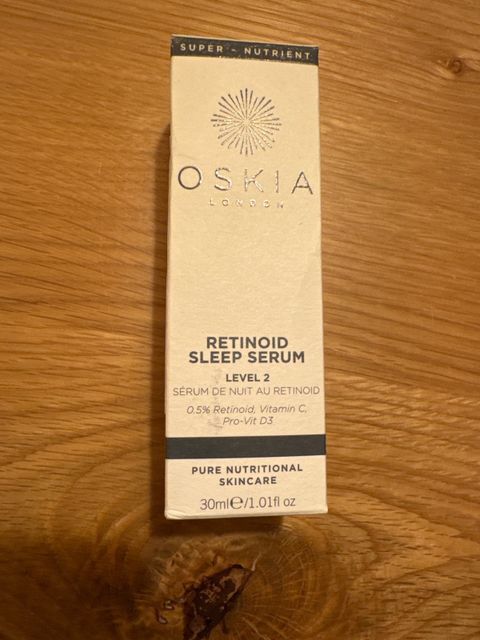 SUPER - NUTRIENT
OSKIA
LONDON
RETINOID
SLEEP SERUM
LEVEL 2
SÉRUM DE NUIT AU RETINOID
0.5% Retinoid, Vitamin C,
Pro-Vit D3
PURE NUTRITIONAL
SKINCARE
30ml℮/1.01fl oz